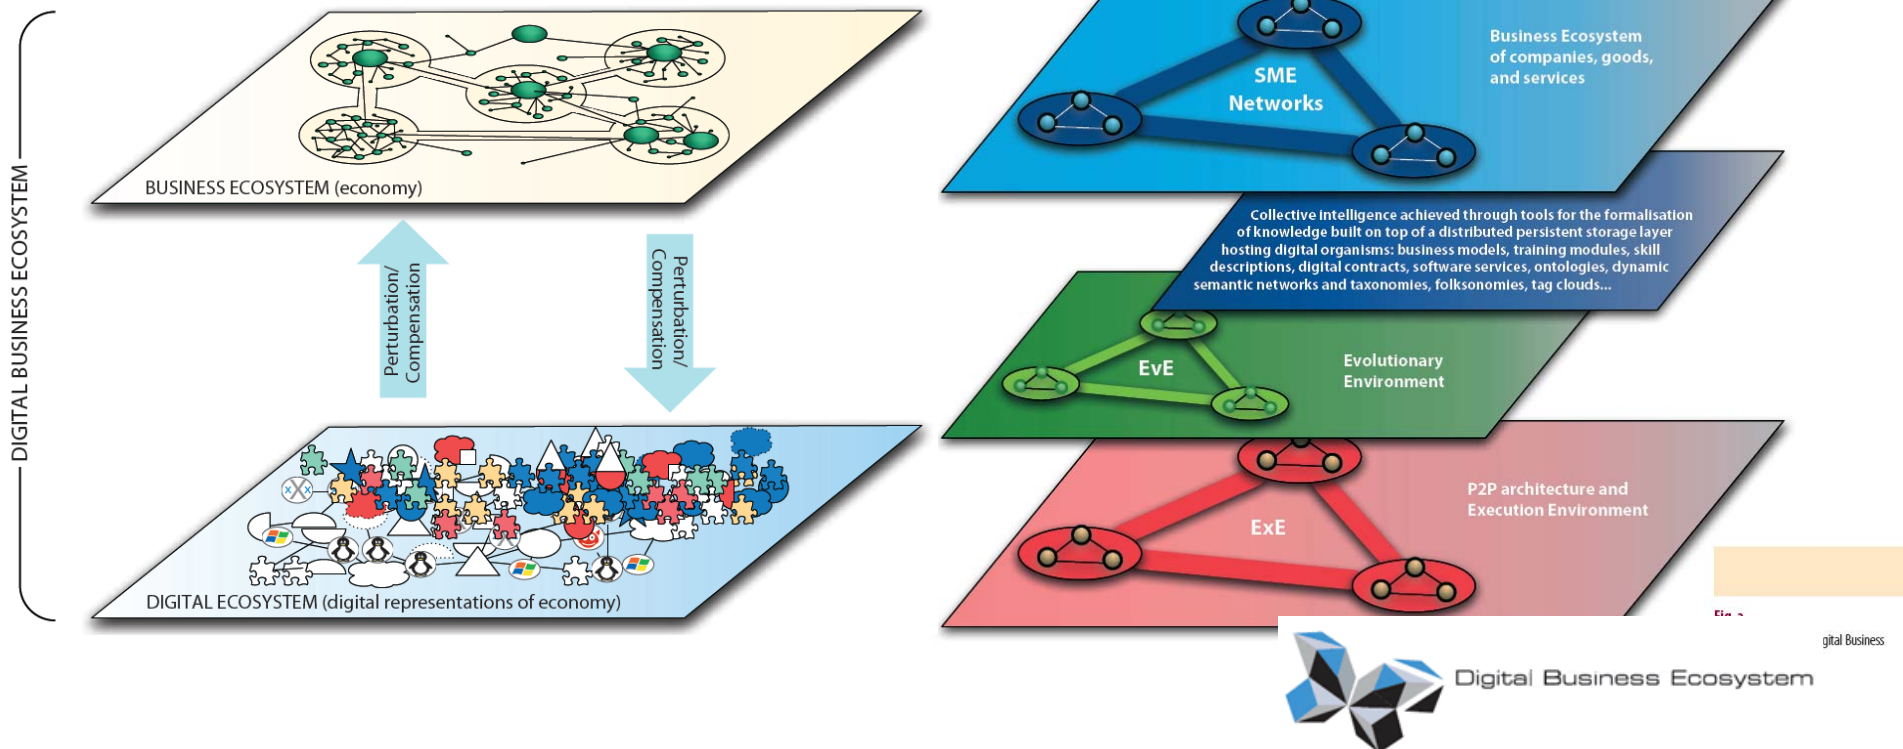 DIGITAL BUSINESS ECOSYSTEM
BUSINESS ECOSYSTEM (economy)
Perturbation/
Compensation
Perturbation/
Compensation
DIGITAL ECOSYSTEM (digital representations of economy)
SME
Networks
Business Ecosystem
of companies, goods,
and services
Collective intelligence achieved through tools for the formalisation
of knowledge built on top of a distributed persistent storage layer
hosting digital organisms: business models, training modules, skill
descriptions, digital contracts, software services, ontologies, dynamic
semantic networks and taxonomies, folksonomies, tag clouds...
EvE
Evolutionary
Environment
ExE
P2P architecture and
Execution Environment
gital Business
Digital Business Ecosystem